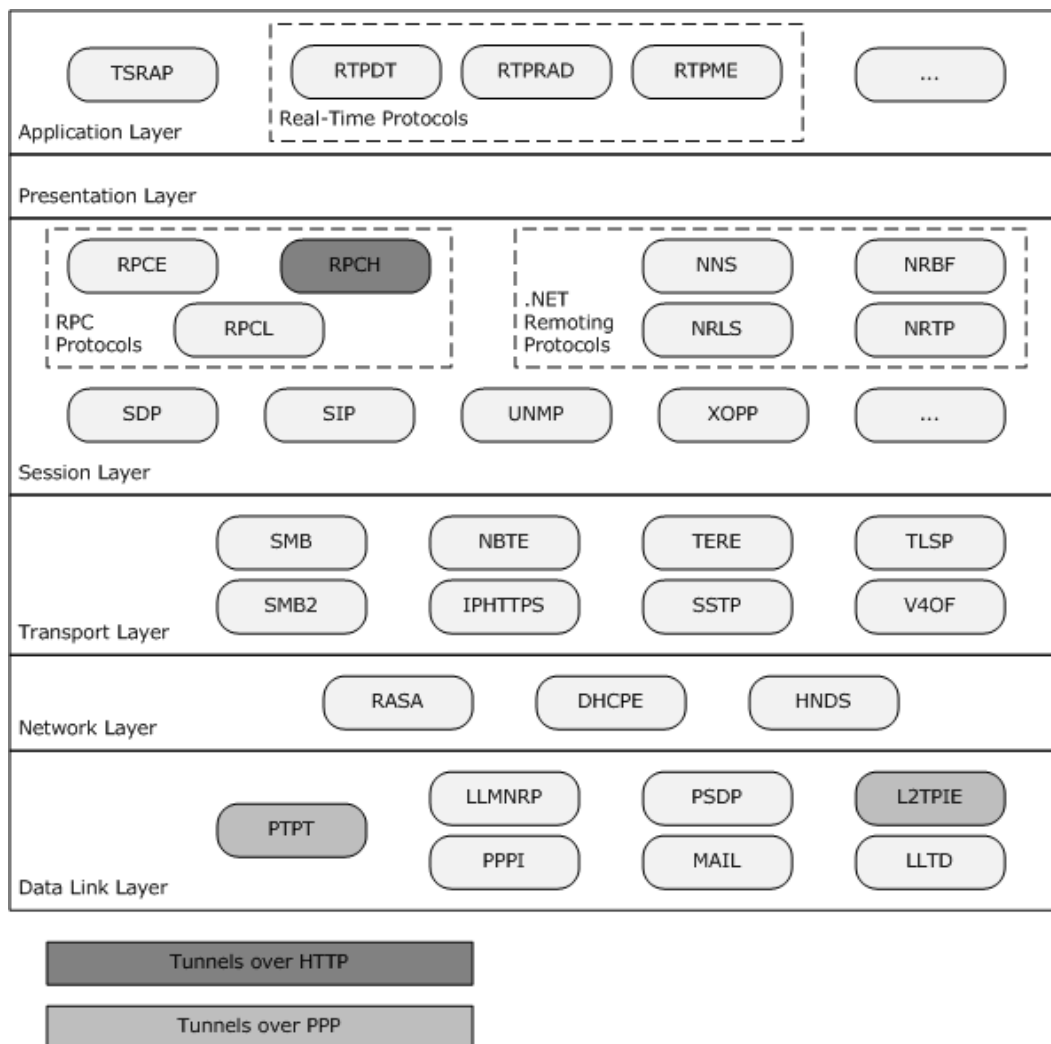 TSRAP
RTPDT
RTPRAD
RTPME
...
Real-Time Protocols
Application Layer
Presentation Layer
RPCE
RPCH
NNS
NRBF
RPC
Protocols
RPCL
.NET
Remoting
Protocols
NRLS
NRTP
SDP
SIP
UNMP
XOPP
...
Session Layer
SMB
NBTE
TERE
TLSP
SMB2
IPHTTPS
SSTP
V4OF
Transport Layer
RASA
DHCPE
HNDS
Network Layer
LLMNRP
PSDP
L2TPIE
PTPT
PPPI
MAIL
LLTD
Data Link Layer
Tunnels over HTTP
Tunnels over PPP